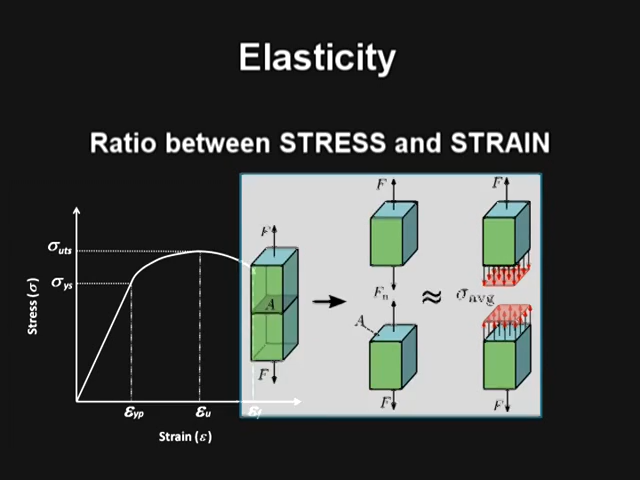 Elasticity
Ratio between STRESS and STRAIN
F F F
σuts
σys
Stress (σ)
A
Fn
≈ σavg
A
F F F
εyp εu εf
Strain (ε)